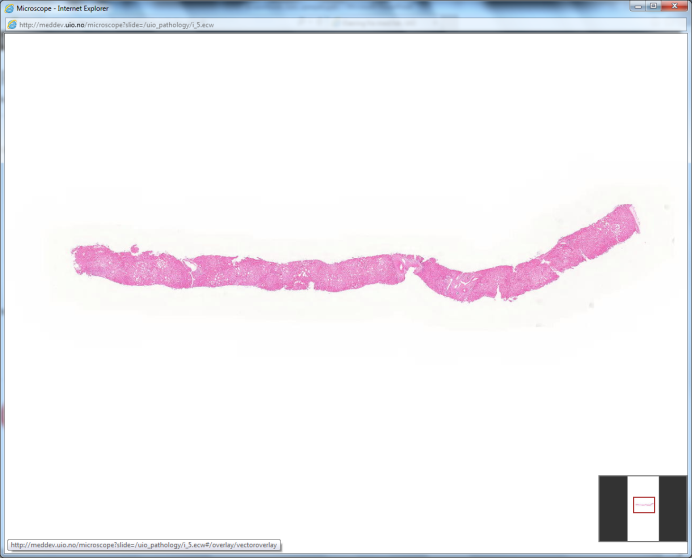 Microscope - Internet Explorer
http://meddev.uio.no/microscope?slide=/uio_pathology/i_5.ecw
http://meddev.uio.no/microscope?slide=/uio_pathology/i_5.ecw#/overlay/vectoroverlay